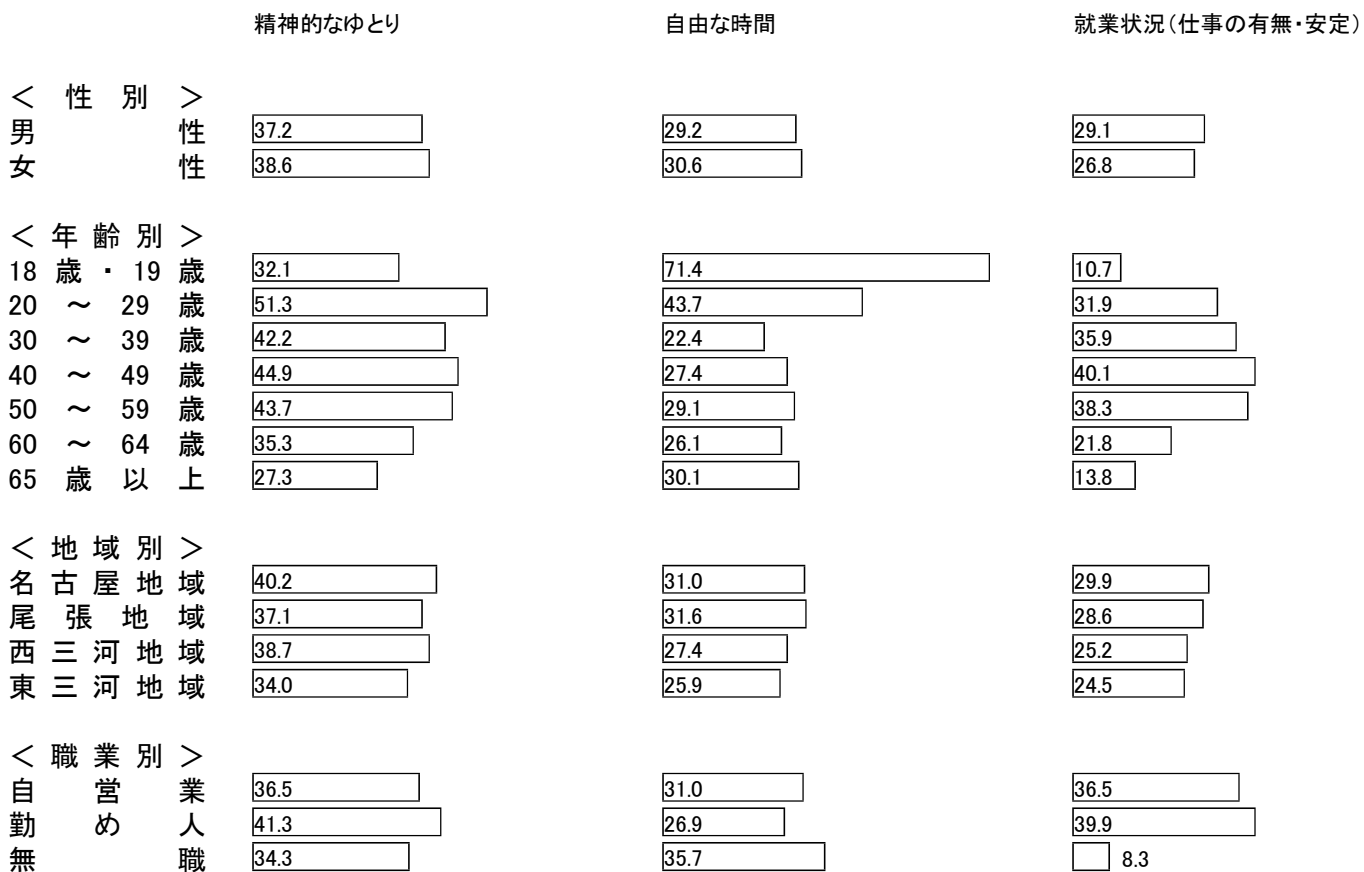 精神的なゆとり 自由な時間 就業状況(仕事の有無・安定)
＜ 性 別 ＞
男 性 37.2 29.2 29.1
女 性 38.6 30.6 26.8
＜ 年 齢 別 ＞
18 歳 ・ 19 歳 32.1 71.4 10.7
20 ～ 29 歳 51.3 43.7 31.9
30 ～ 39 歳 42.2 22.4 35.9
40 ～ 49 歳 44.9 27.4 40.1
50 ～ 59 歳 43.7 29.1 38.3
60 ～ 64 歳 35.3 26.1 21.8
65 歳 以 上 27.3 30.1 13.8
＜ 地 域 別 ＞
名 古 屋 地 域 40.2 31.0 29.9
尾 張 地 域 37.1 31.6 28.6
西 三 河 地 域 38.7 27.4 25.2
東 三 河 地 域 34.0 25.9 24.5
＜ 職 業 別 ＞
自 営 業 36.5 31.0 36.5
勤 め 人 41.3 26.9 39.9
無 職 34.3 35.7 8.3